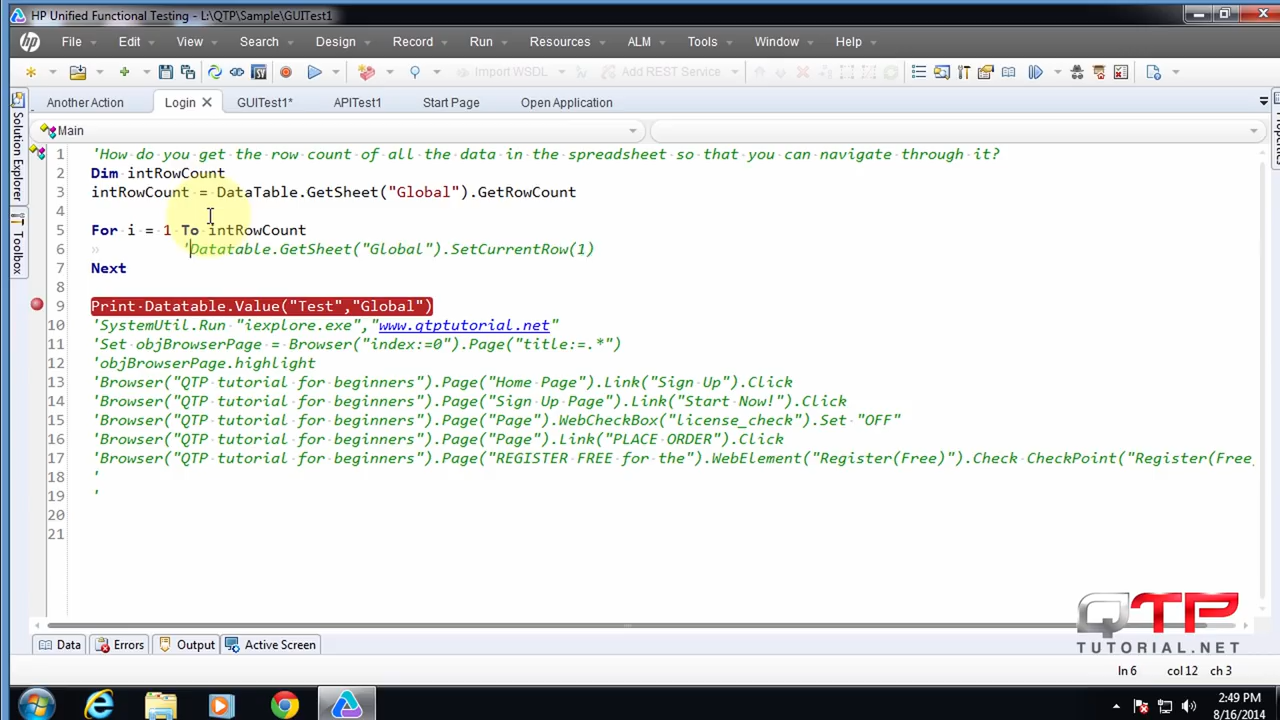 HP Unified Functional Testing - L:\QTP\Sample\GUITest1
File Edit View Search Design Record Run Resources ALM Tools Window Help
Import WSDL Add REST Service
Another Action Login GUITest1* APITest1 Start Page Open Application
Main
Solution Explorer
Toolbox
1 'How do you get the row count of all the data in the spreadsheet so that you can navigate through it?
2 Dim intRowCount
3 intRowCount = DataTable.GetSheet("Global").GetRowCount
4
5 For i = 1 To intRowCount
6 'Datatable.GetSheet("Global").SetCurrentRow(1)
7 Next
8
9 Print Datatable.Value("Test","Global")
10 'SystemUtil.Run "iexplore.exe","www.qtptutorial.net"
11 'Set objBrowserPage = Browser("index:=0").Page("title:=.*")
12 'objBrowserPage.highlight
13 'Browser("QTP tutorial for beginners").Page("Home Page").Link("Sign Up").Click
14 'Browser("QTP tutorial for beginners").Page("Sign Up Page").Link("Start Now!").Click
15 'Browser("QTP tutorial for beginners").Page("Page").WebCheckBox("license_check").Set "OFF"
16 'Browser("QTP tutorial for beginners").Page("Page").Link("PLACE ORDER").Click
17 'Browser("QTP tutorial for beginners").Page("REGISTER FREE for the").WebElement("Register(Free)").Check CheckPoint("Register(Free
18 '
19 '
20
21
QTP
TUTORIAL.NET
Data Errors Output Active Screen
ln 6 col 12 ch 3
2:49 PM
8/16/2014